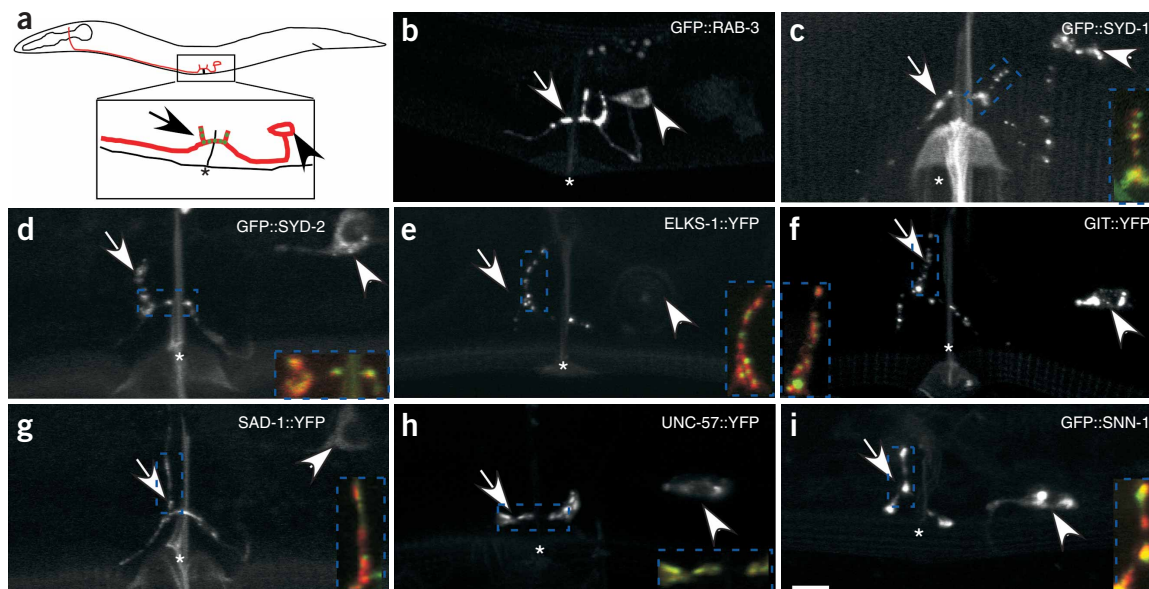 a
*
b
GFP::RAB-3
*
c
GFP::SYD-1
*
d
GFP::SYD-2
*
e
ELKS-1::YFP
*
f
GIT::YFP
*
g
SAD-1::YFP
*
h
UNC-57::YFP
*
i
GFP::SNN-1
*